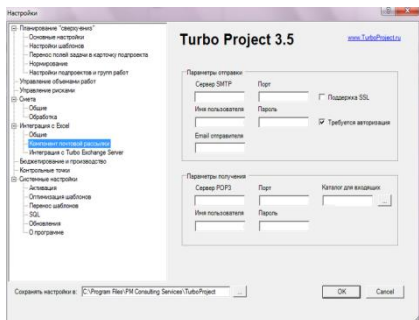 Настройки
Планирование "сверху-вниз"
Основные настройки
Настройки шаблонов
Перенос полей задачи в карточку подпроекта
Нормирование
Настройки подпроектов и групп работ
Управление объемами работ
Управление рисками
Смета
Общие
Обработка
Интеграция с Excel
Общие
Компонент почтовой рассылки
Интеграция с Turbo Exchange Server
Бюджетирование и производство
Контрольные точки
Системные настройки
Активация
Оптимизация шаблонов
Перенос шаблонов
SQL
Обновления
О программе
Turbo Project 3.5
www.TurboProject.ru
Параметры отправки
Сервер SMTP Порт
Поддержка SSL
Имя пользователя Пароль
Требуется авторизация
Email отправителя
Параметры получения
Сервер POP3 Порт Каталог для входящих
...
Имя пользователя Пароль
Сохранять настройки в: C:\Program Files\PM Consulting Services\TurboProject ... OK Cancel